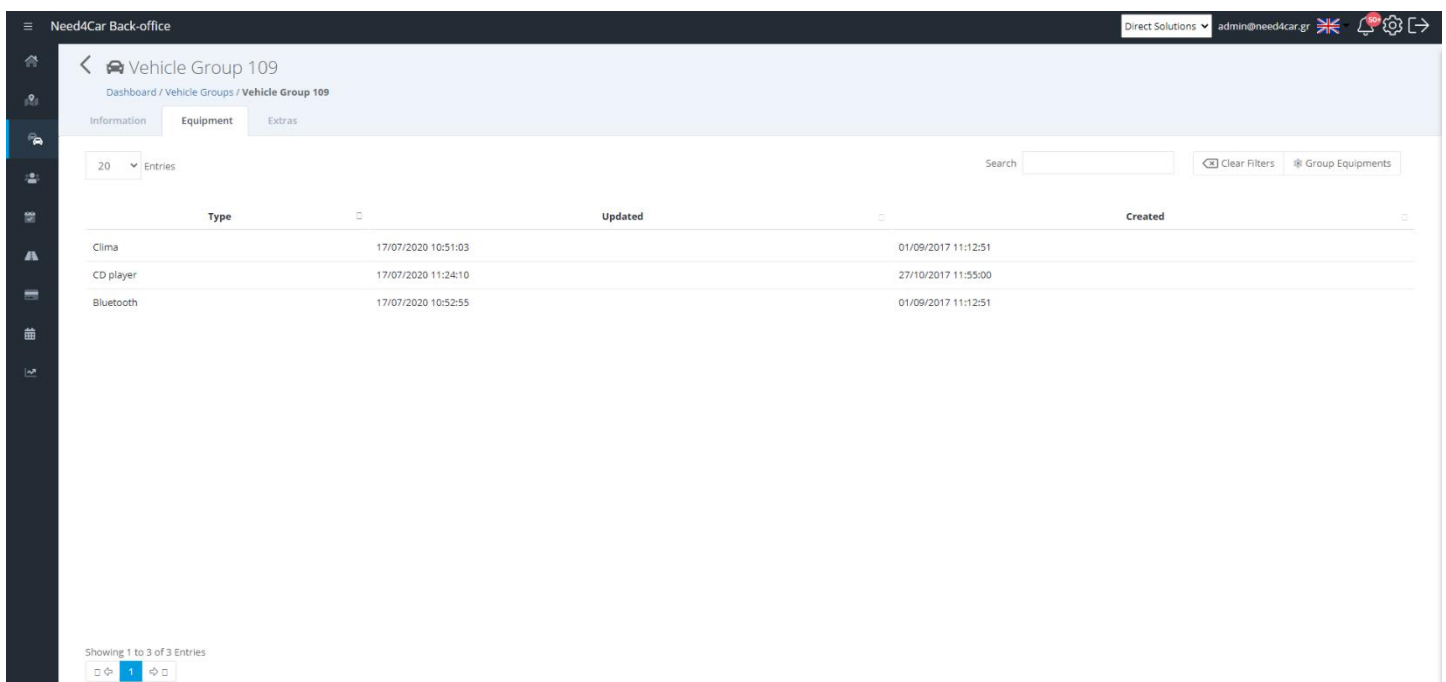 Need4Car Back-office
Direct Solutions admin@need4car.gr 50+
Vehicle Group 109
Dashboard / Vehicle Groups / Vehicle Group 109
Information Equipment Extras
20 Entries Search Clear Filters Group Equipments
Type Updated Created
Clima 17/07/2020 10:51:03 01/09/2017 11:12:51
CD player 17/07/2020 11:24:10 27/10/2017 11:55:00
Bluetooth 17/07/2020 10:52:55 01/09/2017 11:12:51
Showing 1 to 3 of 3 Entries
1